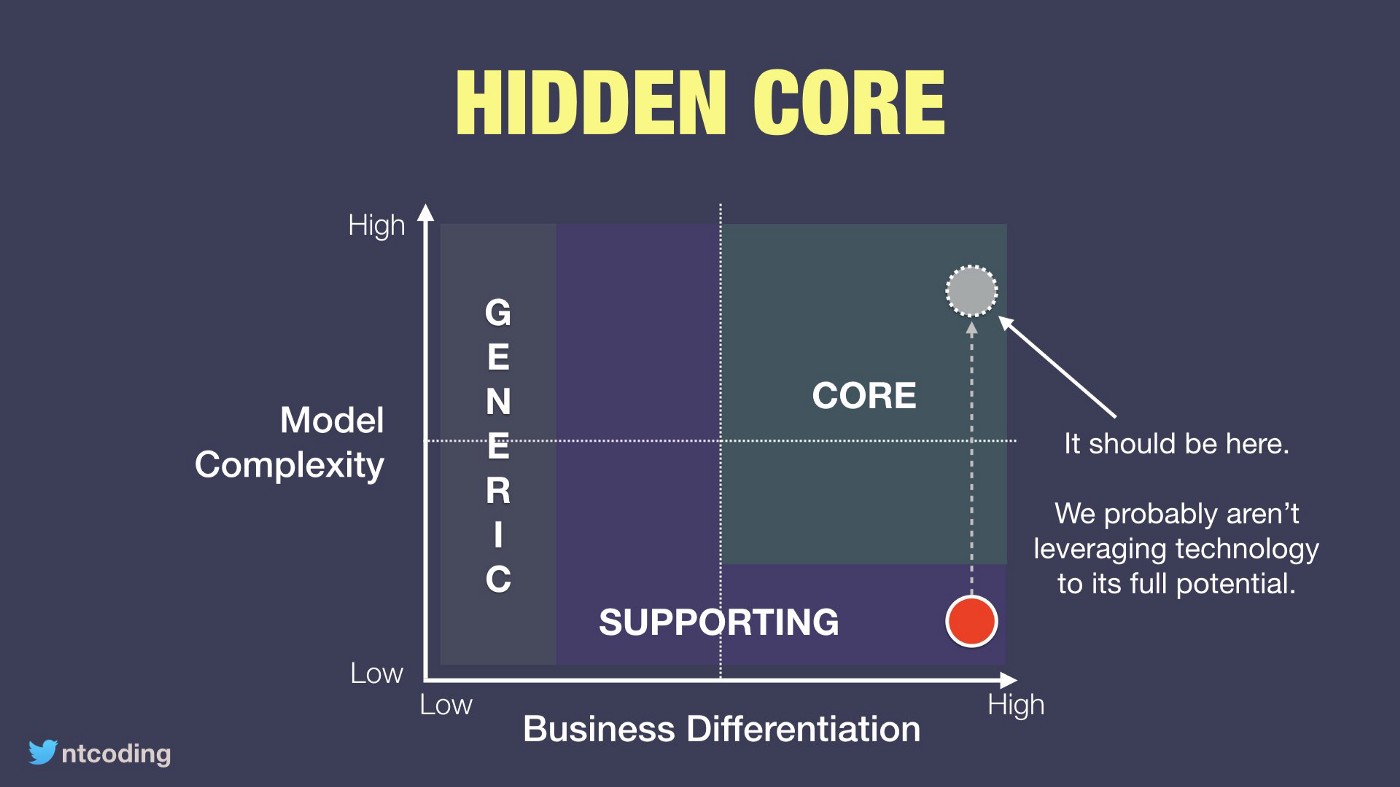 HIDDEN CORE
High
GENERIC
CORE
Model
Complexity
It should be here.
We probably aren’t
leveraging technology
to its full potential.
SUPPORTING
Low
Low
High
Business Differentiation
ntcoding